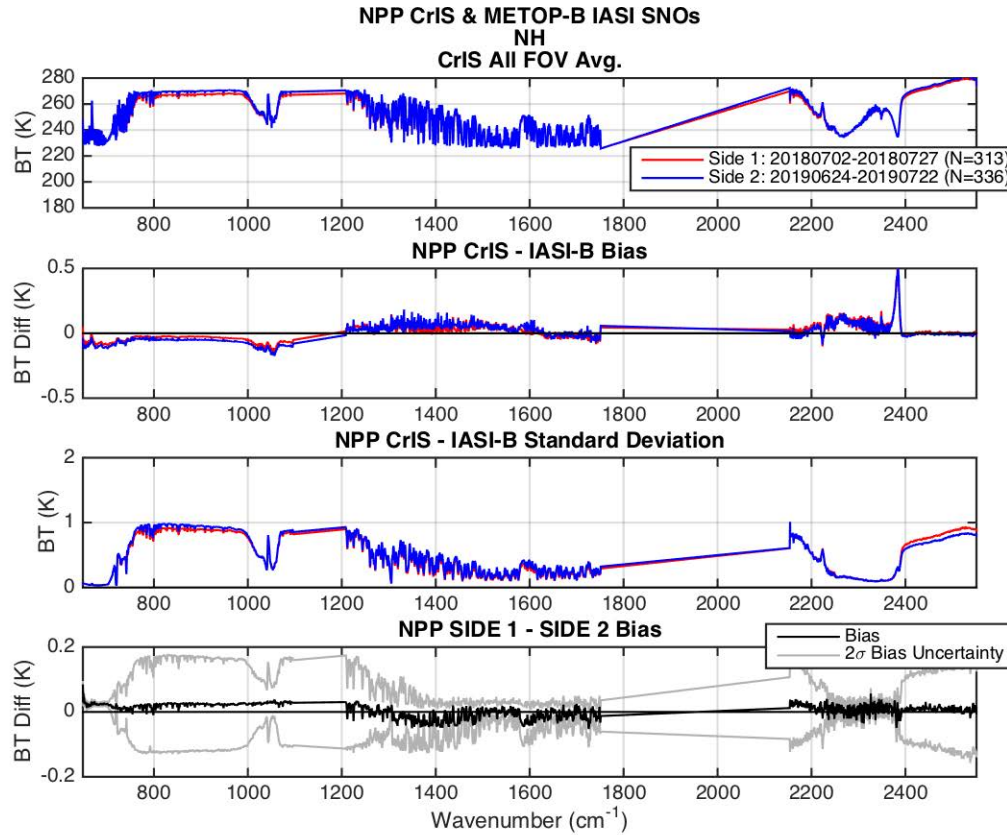 NPP CrIS & METOP-B IASI SNOs
NH
CrIS All FOV Avg.
BT (K)
280
260
240
220
200
180
Side 1: 20180702-20180727 (N=313)
Side 2: 20190624-20190722 (N=336)
800 1000 1200 1400 1600 1800 2000 2200 2400
NPP CrIS - IASI-B Bias
BT Diff (K)
0.5
0
-0.5
800 1000 1200 1400 1600 1800 2000 2200 2400
NPP CrIS - IASI-B Standard Deviation
BT (K)
2
1
0
800 1000 1200 1400 1600 1800 2000 2200 2400
NPP SIDE 1 - SIDE 2 Bias
BT Diff (K)
0.2
0
-0.2
Bias
2σ Bias Uncertainty
800 1000 1200 1400 1600 1800 2000 2200 2400
Wavenumber (cm⁻¹)